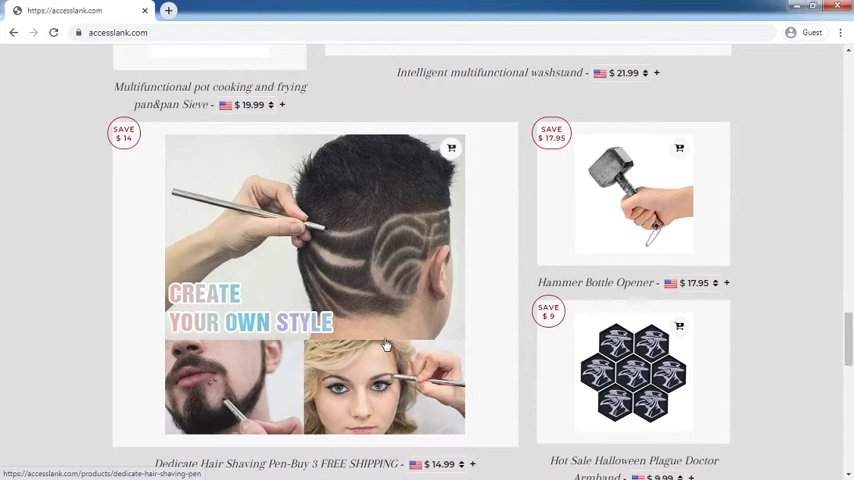 https://accesslank.com/
accesslank.com
Guest
Multifunctional pot cooking and frying
pan&pan Sieve - $ 19.99 +
Intelligent multifunctional washstand - $ 21.99 +
SAVE
$ 14
CREATE
YOUR OWN STYLE
Dedicate Hair Shaving Pen-Buy 3 FREE SHIPPING - $ 14.99 +
SAVE
$ 17.95
Hammer Bottle Opener - $ 17.95 +
SAVE
$ 9
Hot Sale Halloween Plague Doctor
Armband - $ 9.99 +
https://accesslank.com/products/dedicate-hair-shaving-pen